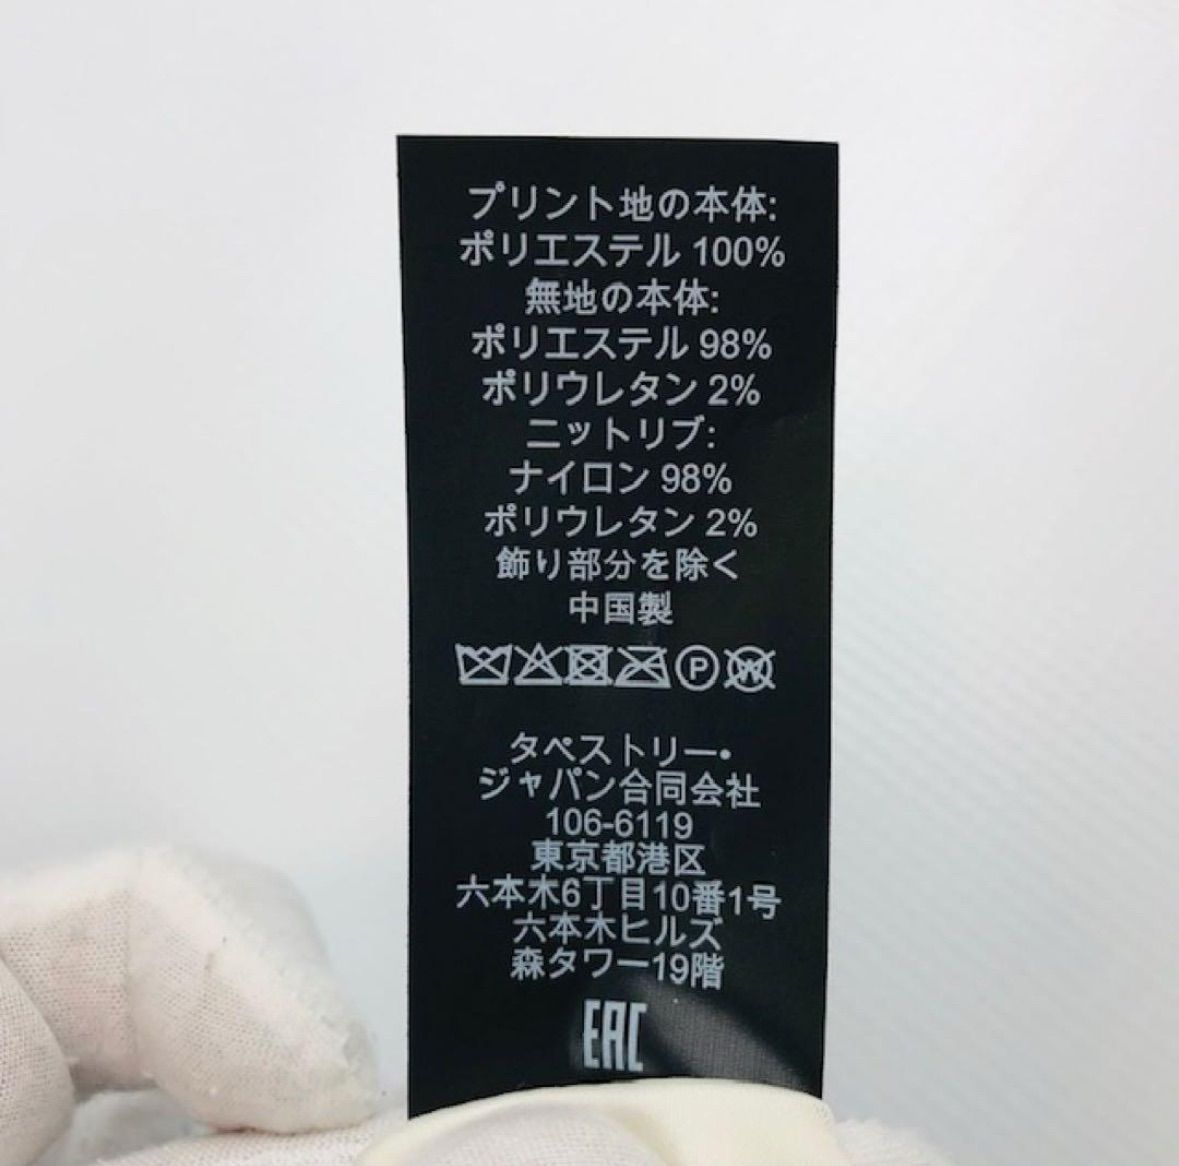 プリント地の本体:
ポリエステル 100%
無地の本体:
ポリエステル 98%
ポリウレタン 2%
ニットリブ:
ナイロン 98%
ポリウレタン 2%
飾り部分を除く
中国製
P W
タペストリー・
ジャパン合同会社
106-6119
東京都港区
六本木6丁目10番1号
六本木ヒルズ
森タワー19階
EAC